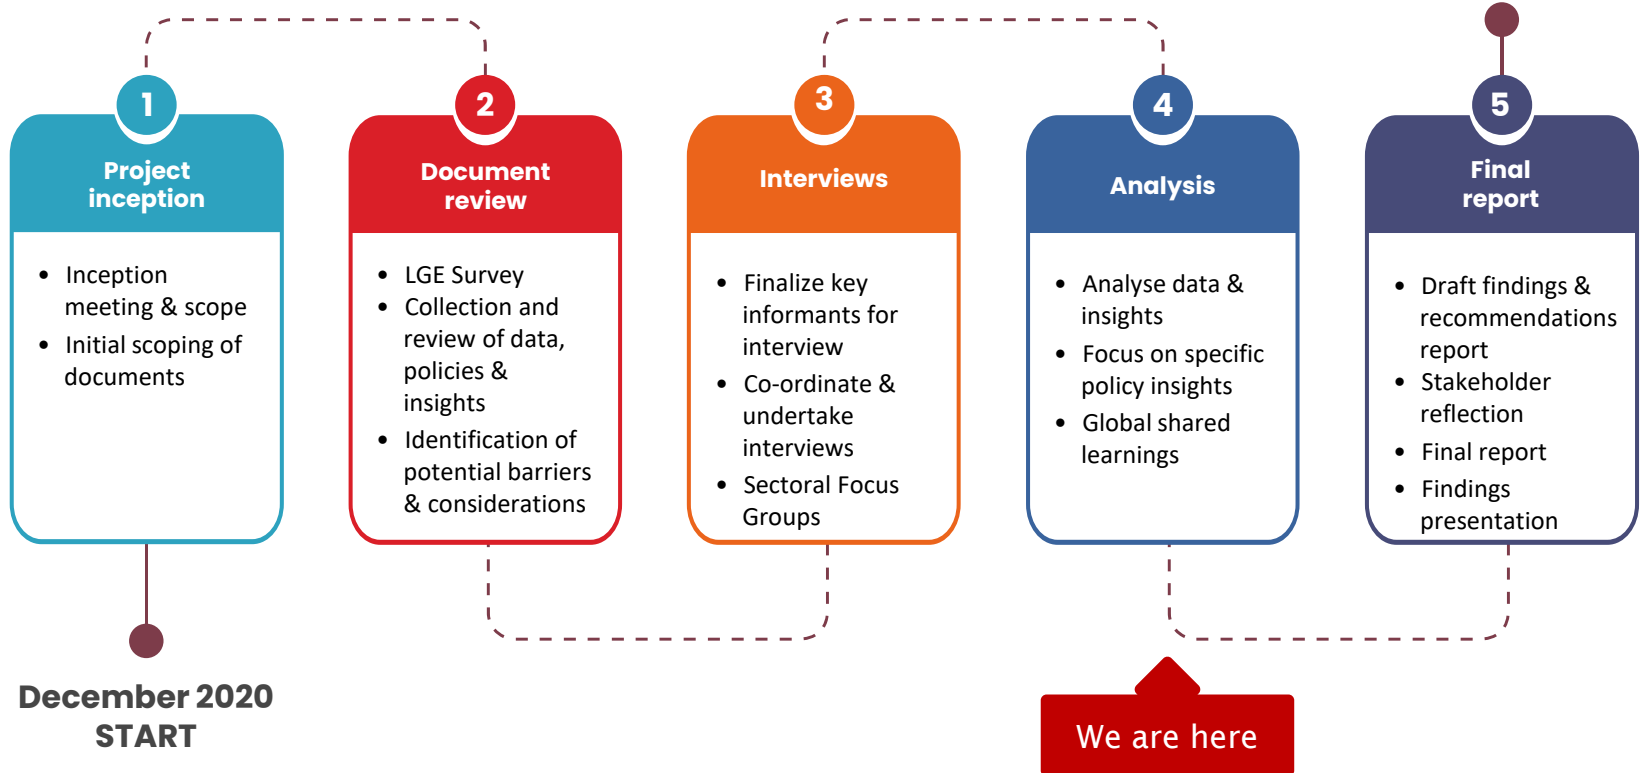 1
Project
inception
• Inception
meeting & scope
• Initial scoping of
documents
December 2020
START
2
Document
review
• LGE Survey
• Collection and
review of data,
policies &
insights
• Identification of
potential barriers
& considerations
3
Interviews
• Finalize key
informants for
interview
• Co-ordinate &
undertake
interviews
• Sectoral Focus
Groups
4
Analysis
• Analyse data &
insights
• Focus on specific
policy insights
• Global shared
learnings
We are here
5
Final
report
• Draft findings &
recommendations
report
• Stakeholder
reflection
• Final report
• Findings
presentation